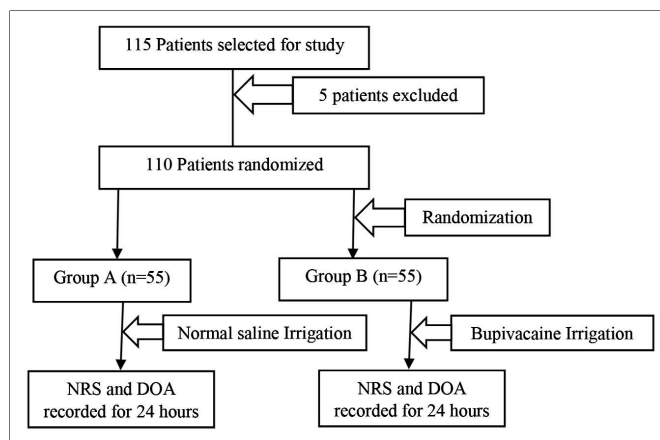 115 Patients selected for study
5 patients excluded
110 Patients randomized
Randomization
Group A (n=55)
Group B (n=55)
Normal saline Irrigation
Bupivacaine Irrigation
NRS and DOA
recorded for 24 hours
NRS and DOA
recorded for 24 hours